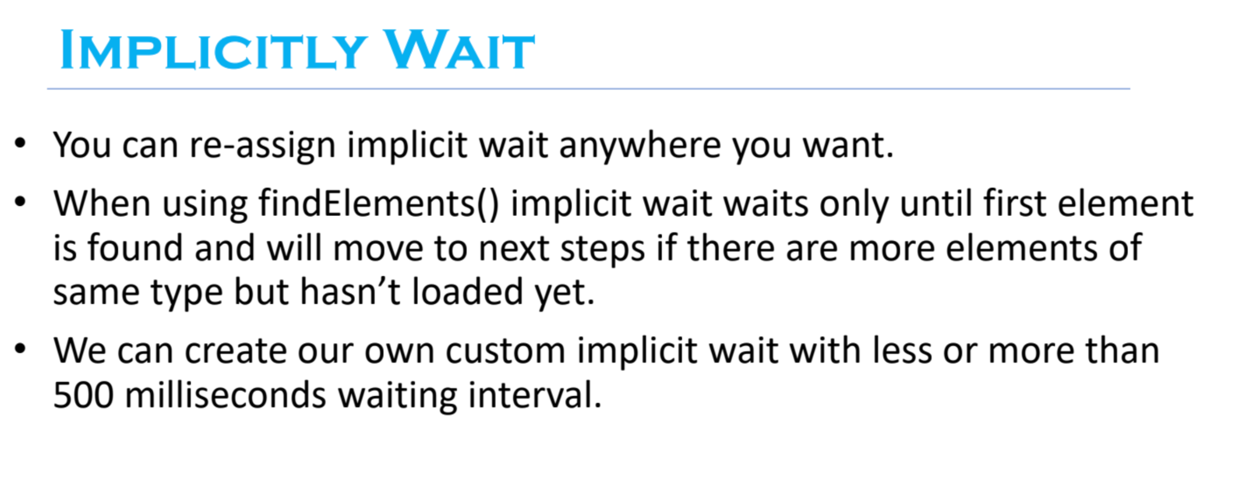 IMPLICITLY WAIT
• You can re-assign implicit wait anywhere you want.
• When using findElements() implicit wait waits only until first element
is found and will move to next steps if there are more elements of
same type but hasn’t loaded yet.
• We can create our own custom implicit wait with less or more than
500 milliseconds waiting interval.